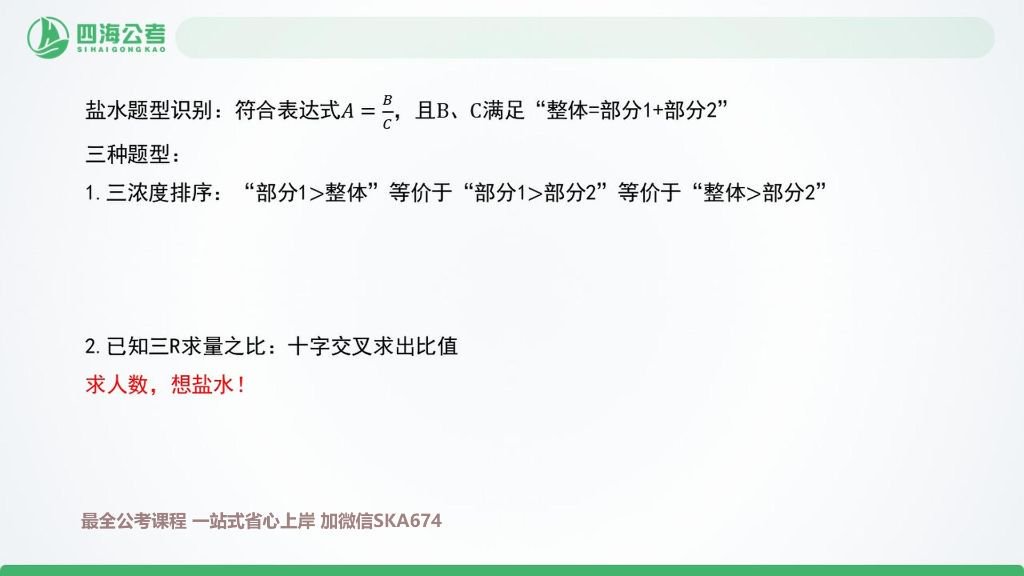 四海公考
SIHAIGONGKAO
盐水题型识别：符合表达式A=B/C，且B、C满足“整体=部分1+部分2”
三种题型：
1.三浓度排序：“部分1>整体”等价于“部分1>部分2”等价于“整体>部分2”
2.已知三R求量之比：十字交叉求出比值
求人数，想盐水！
最全公考课程 一站式省心上岸 加微信SKA674